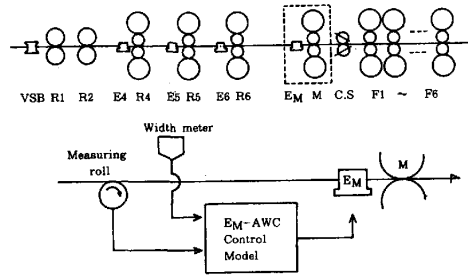 VSB R1 R2 E4 R4 E5 R5 E6 R6 EM M C.S F1 ~ F6
Width meter
Measuring
roll
M
EM
EM-AWC
Control
Model